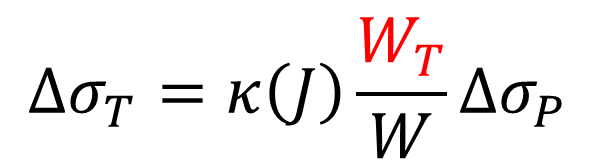 Δσ_T = κ(J) W_T/W Δσ_P